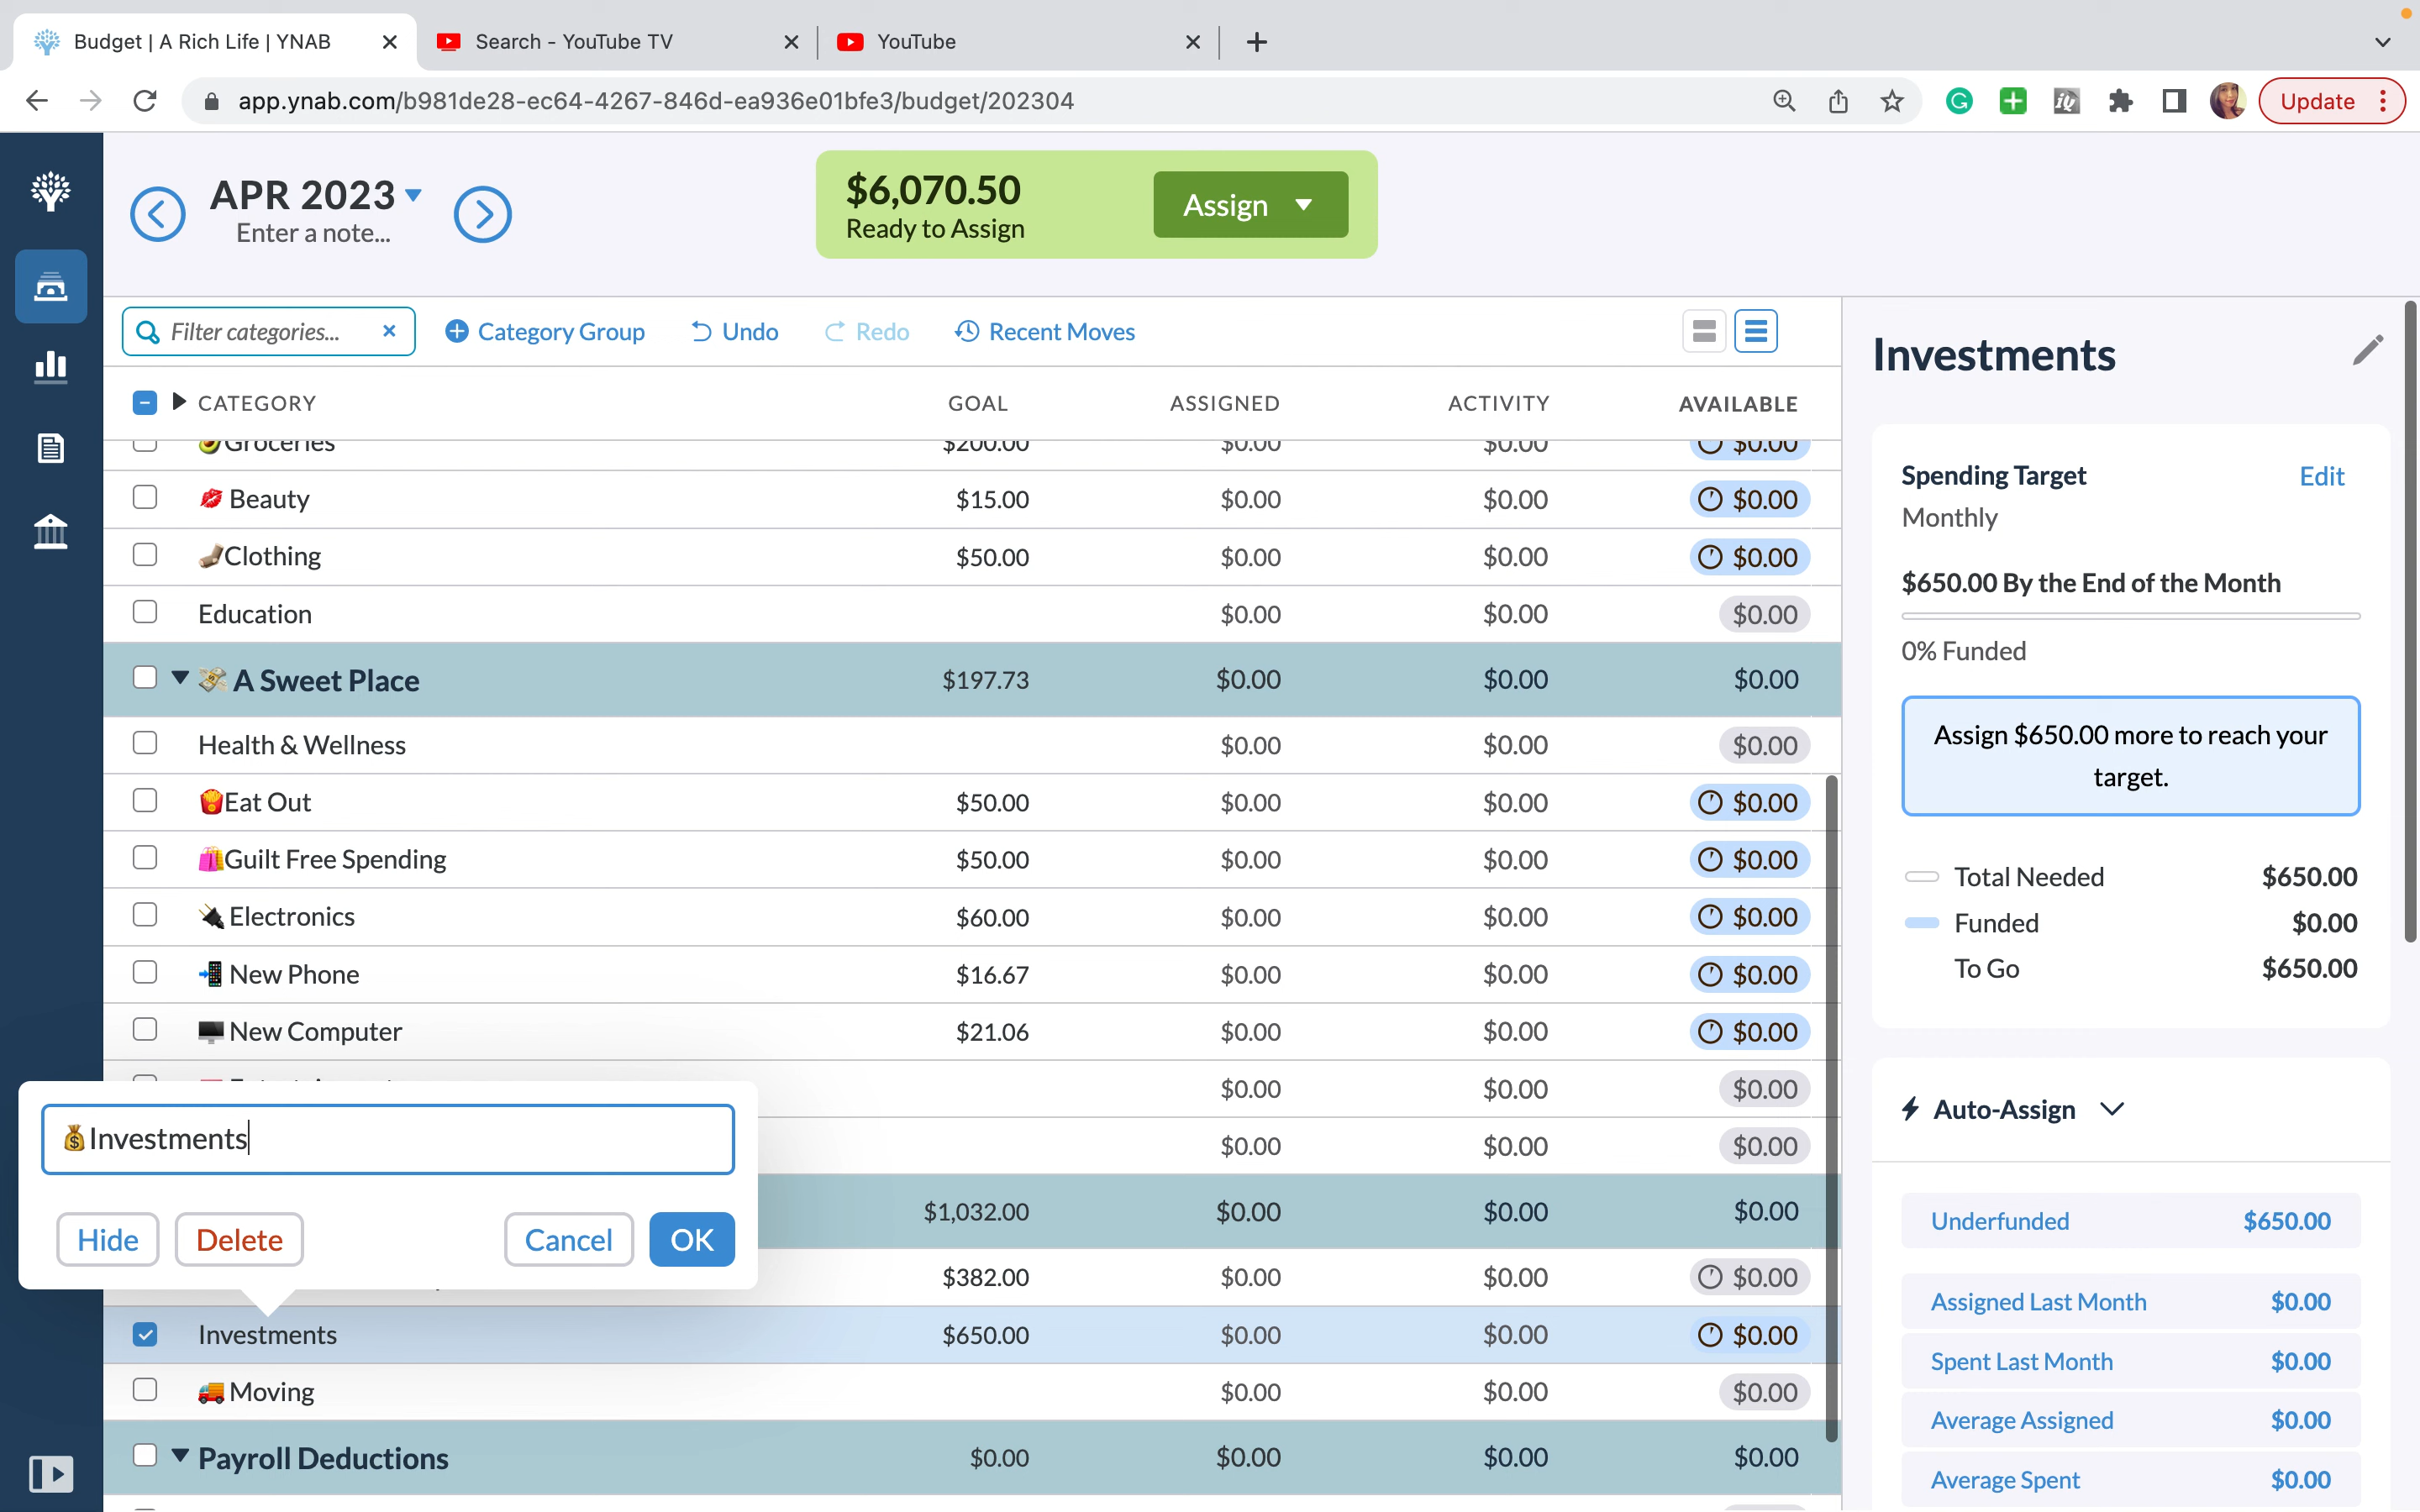 Budget | A Rich Life | YNAB
Search - YouTube TV
YouTube
app.ynab.com/b981de28-ec64-4267-846d-ea936e01bfe3/budget/202304
Update
APR 2023
Enter a note...
$6,070.50
Ready to Assign
Assign
Filter categories...
Category Group
Undo
Redo
Recent Moves
CATEGORY GOAL ASSIGNED ACTIVITY AVAILABLE
🥑Groceries $200.00 $0.00 $0.00 $0.00
💋 Beauty $15.00 $0.00 $0.00 $0.00
🧦Clothing $50.00 $0.00 $0.00 $0.00
Education $0.00 $0.00 $0.00
💸 A Sweet Place $197.73 $0.00 $0.00 $0.00
Health & Wellness $0.00 $0.00 $0.00
🍟Eat Out $50.00 $0.00 $0.00 $0.00
🛍️Guilt Free Spending $50.00 $0.00 $0.00 $0.00
🔌 Electronics $60.00 $0.00 $0.00 $0.00
📲 New Phone $16.67 $0.00 $0.00 $0.00
🖥️ New Computer $21.06 $0.00 $0.00 $0.00
$0.00 $0.00 $0.00
$0.00 $0.00 $0.00
$1,032.00 $0.00 $0.00 $0.00
$382.00 $0.00 $0.00 $0.00
💰Investments
Hide
Delete
Cancel
OK
Investments $650.00 $0.00 $0.00 $0.00
🚚 Moving $0.00 $0.00 $0.00
Payroll Deductions $0.00 $0.00 $0.00 $0.00
Investments
Spending Target
Edit
Monthly
$650.00 By the End of the Month
0% Funded
Assign $650.00 more to reach your
target.
Total Needed $650.00
Funded $0.00
To Go $650.00
Auto-Assign
Underfunded $650.00
Assigned Last Month $0.00
Spent Last Month $0.00
Average Assigned $0.00
Average Spent $0.00